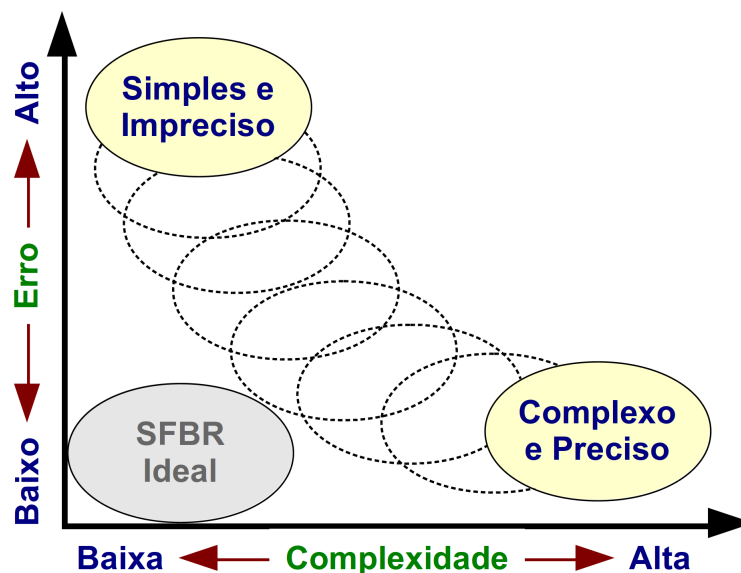 Simples e
Impreciso
Alto
Erro
Baixo
SFBR
Ideal
Complexo
e Preciso
Baixa
Complexidade
Alta